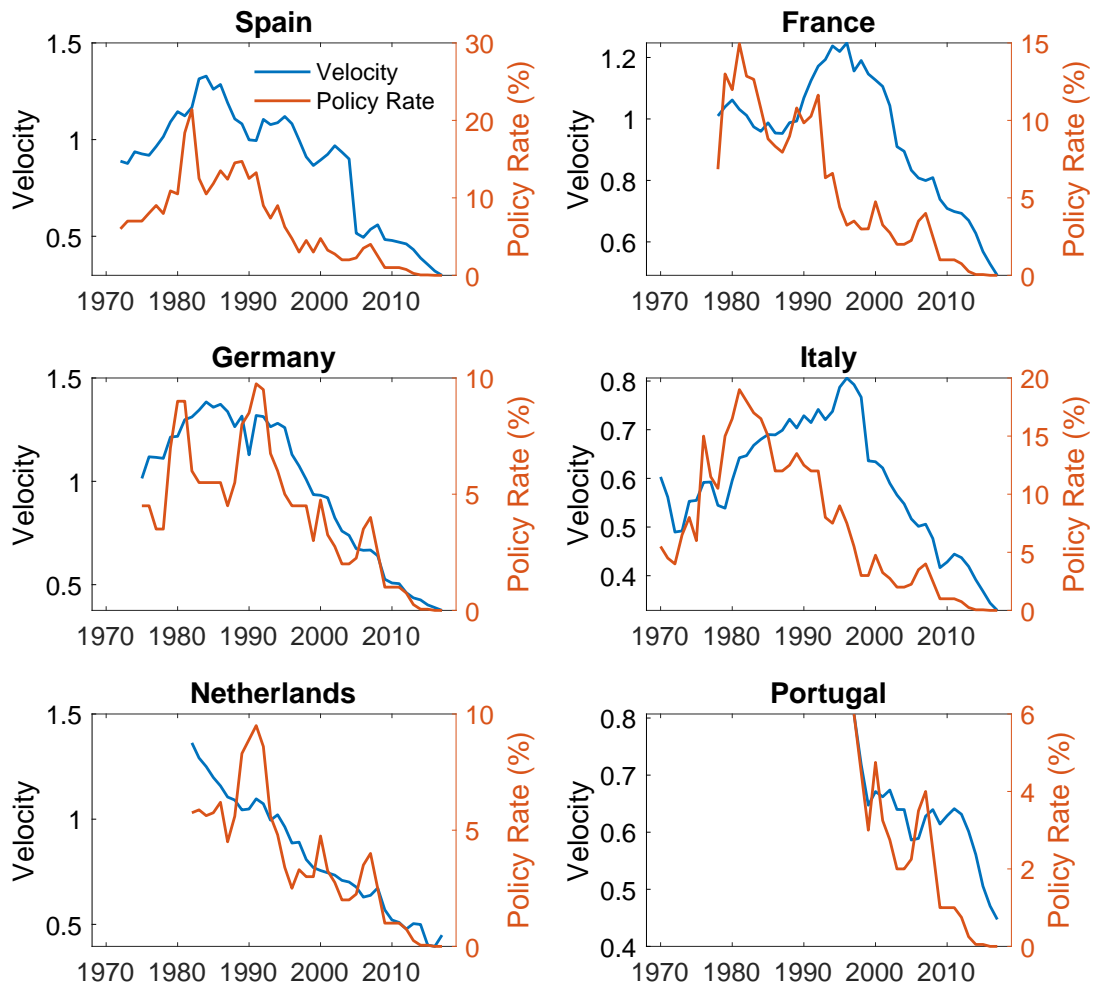 Spain
1.5
1
0.5
Velocity
30
20
10
0
Policy Rate (%)
Velocity
Policy Rate
1970 1980 1990 2000 2010
France
1.2
1
0.8
0.6
Velocity
15
10
5
0
Policy Rate (%)
1970 1980 1990 2000 2010
Germany
1.5
1
0.5
Velocity
10
5
0
Policy Rate (%)
1970 1980 1990 2000 2010
Italy
0.8
0.7
0.6
0.5
0.4
Velocity
20
15
10
5
0
Policy Rate (%)
1970 1980 1990 2000 2010
Netherlands
1.5
1
0.5
Velocity
10
5
0
Policy Rate (%)
1970 1980 1990 2000 2010
Portugal
0.8
0.7
0.6
0.5
0.4
Velocity
6
4
2
0
Policy Rate (%)
1970 1980 1990 2000 2010